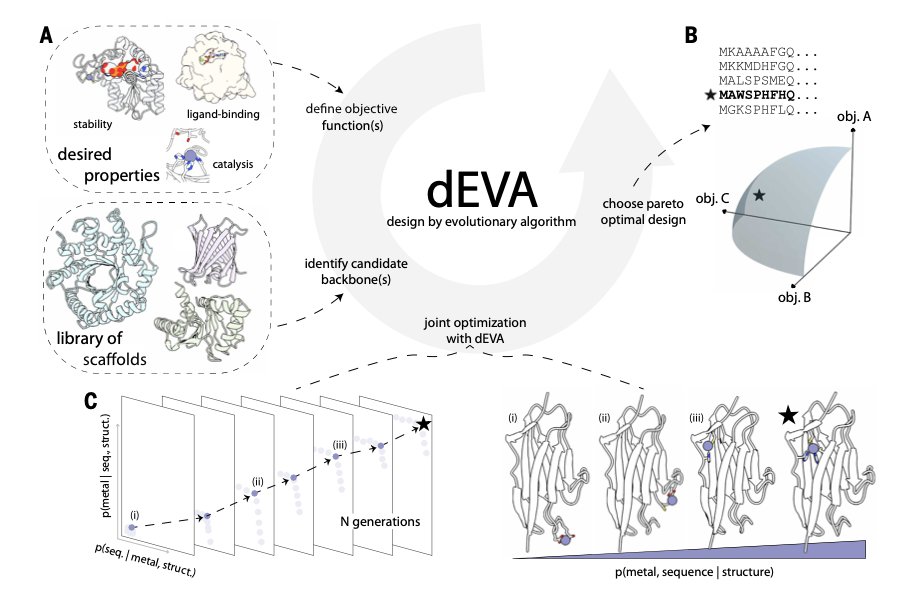 A
stability
ligand-binding
catalysis
desired
properties
define objective
function(s)
library of
scaffolds
identify candidate
backbone(s)
dEVA
design by evolutionary algorithm
joint optimization
with dEVA
choose pareto
optimal design
B
MKAAAAFGQ...
MKKMDHFGQ...
MALSPSMEQ...
MAWSPHFHQ...
MGKSPHFLQ...
obj. A
obj. C
obj. B
C
p(metal | seq., struct.)
p(seq. | metal, struct.)
(i)
(ii)
(iii)
N generations
(i)
(ii)
(iii)
p(metal, sequence | structure)